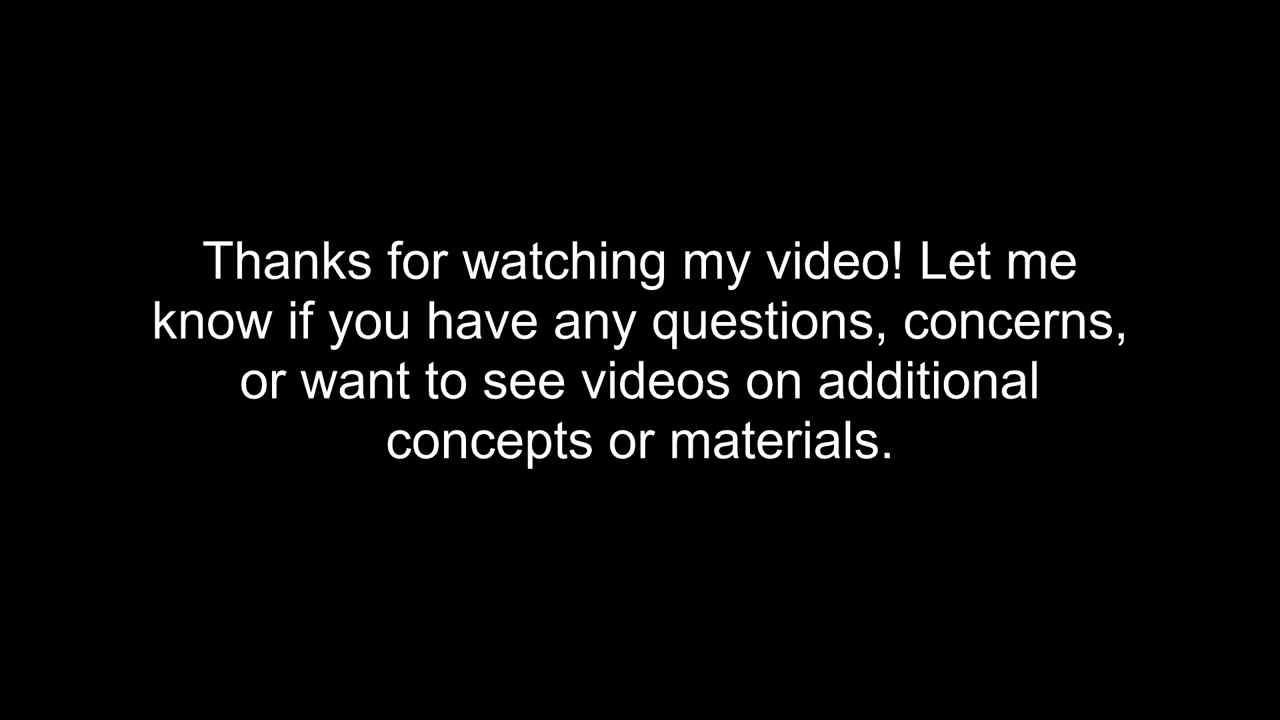 Thanks for watching my video! Let me
know if you have any questions, concerns,
or want to see videos on additional
concepts or materials.